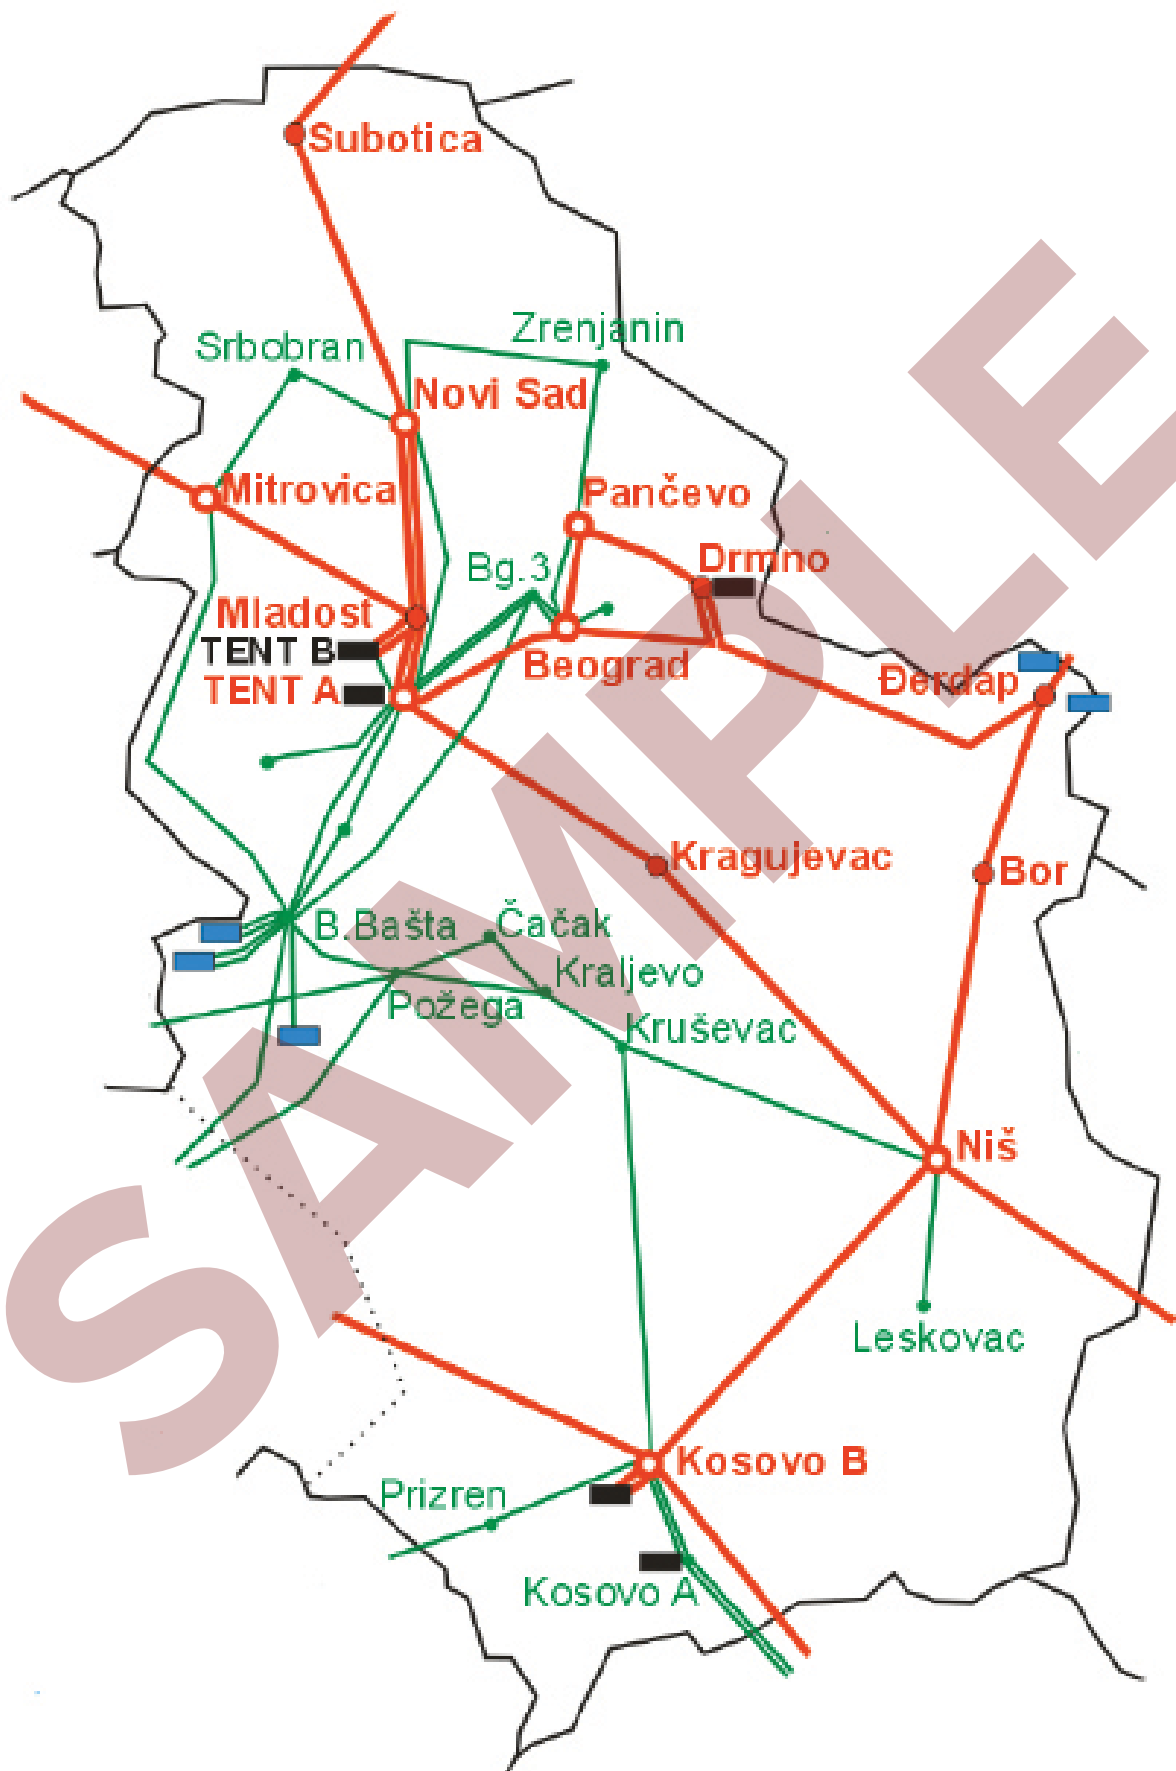 Subotica
Zrenjanin
Srbobran
Novi Sad
Mitrovica
Pančevo
Drmno
Bg.3
Mladost
TENT B
Beograd
TENT A
Đerdap
Kragujevac
Bor
B.Bašta
Čačak
Kraljevo
Požega
Kruševac
Niš
Leskovac
Kosovo B
Prizren
Kosovo A
SAMPLE